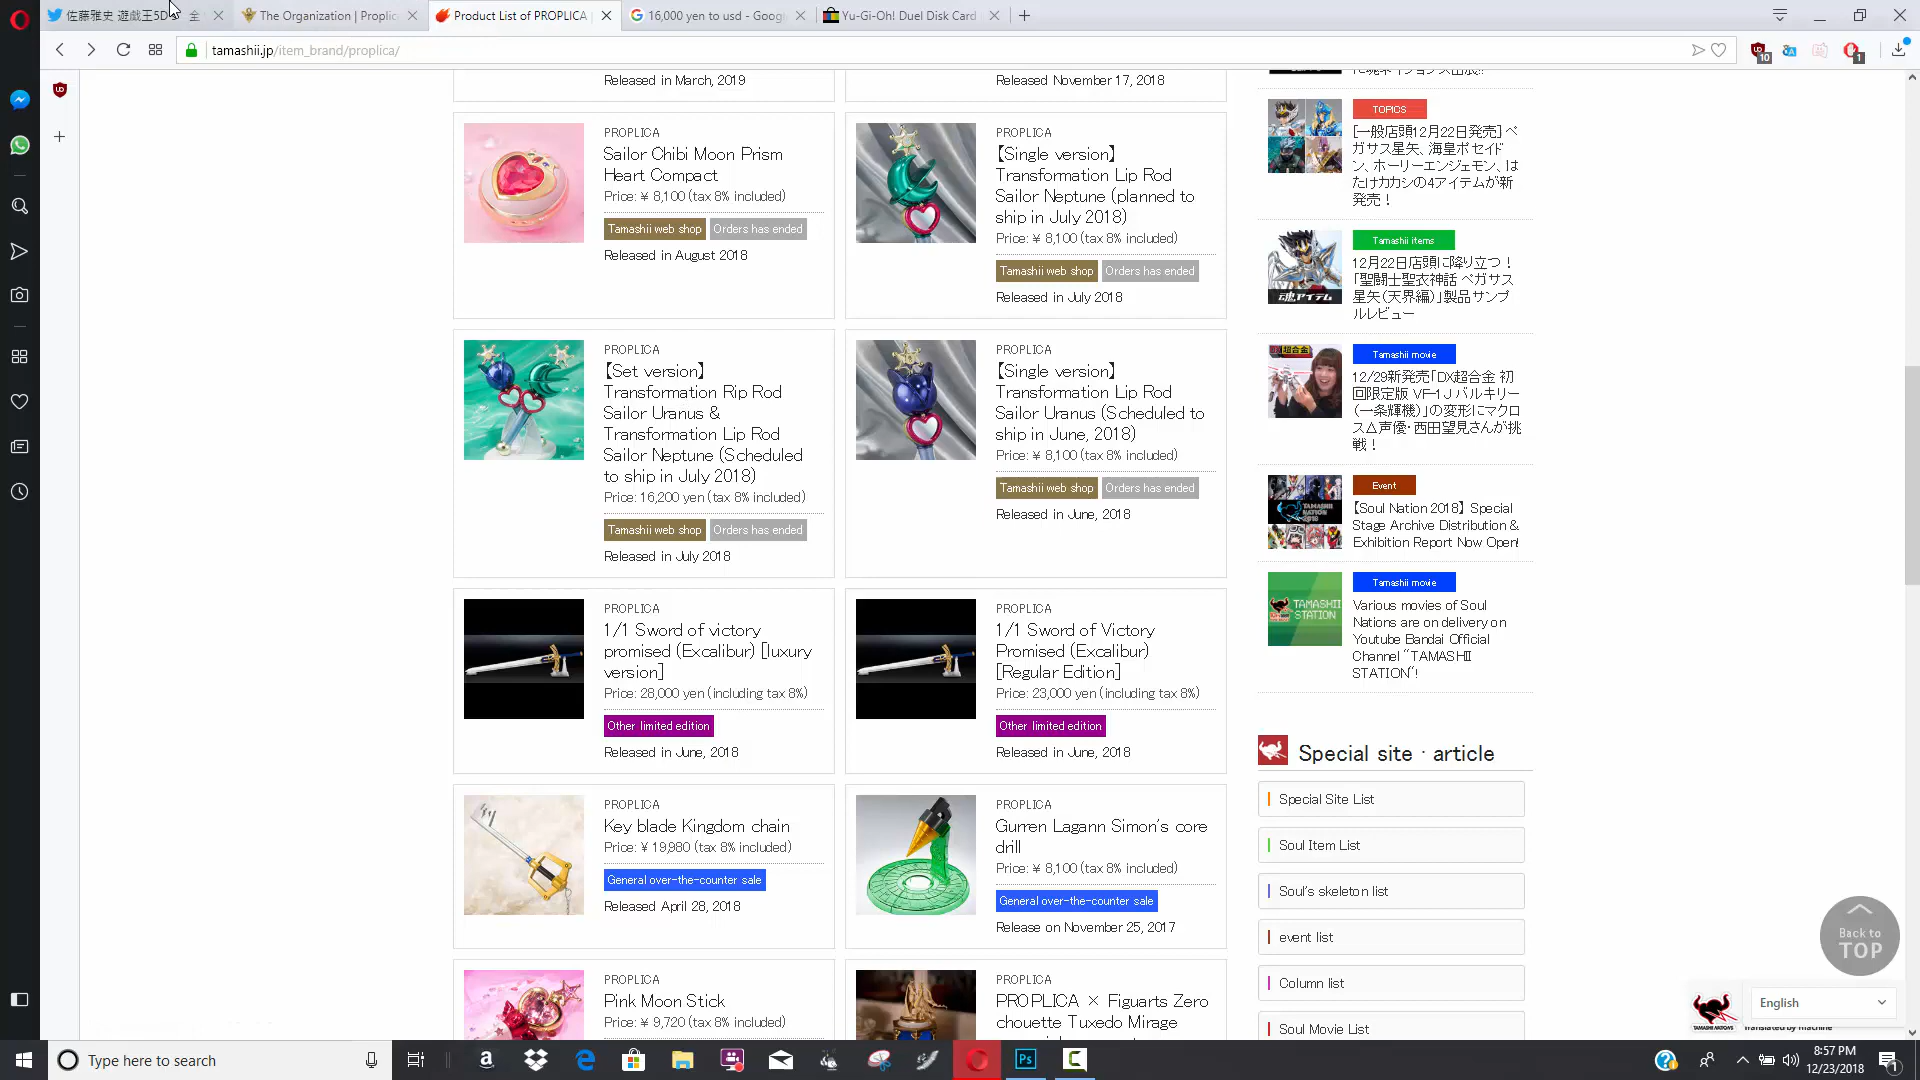 佐藤雅史 遊戯王5D 全
The Organization | Proplic
Product List of PROPLICA |
16,000 yen to usd - Googl
Yu-Gi-Oh! Duel Disk Card
tamashii.jp/item_brand/proplica/
10
1
Released in March, 2019
Released November 17, 2018
PROPLICA
Sailor Chibi Moon Prism
Heart Compact
Price: ¥ 8,100 (tax 8% included)
Tamashii web shop Orders has ended
Released in August 2018
PROPLICA
【Single version】
Transformation Lip Rod
Sailor Neptune (planned to
ship in July 2018)
Price: ¥ 8,100 (tax 8% included)
Tamashii web shop Orders has ended
Released in July 2018
PROPLICA
【Set version】
Transformation Rip Rod
Sailor Uranus &
Transformation Lip Rod
Sailor Neptune (Scheduled
to ship in July 2018)
Price: 16,200 yen (tax 8% included)
Tamashii web shop Orders has ended
Released in July 2018
PROPLICA
【Single version】
Transformation Lip Rod
Sailor Uranus (Scheduled to
ship in June, 2018)
Price: ¥ 8,100 (tax 8% included)
Tamashii web shop Orders has ended
Released in June, 2018
PROPLICA
1/1 Sword of victory
promised (Excalibur) [luxury
version]
Price: 28,000 yen (including tax 8%)
Other limited edition
Released in June, 2018
PROPLICA
1/1 Sword of Victory
Promised (Excalibur)
[Regular Edition]
Price: 23,000 yen (including tax 8%)
Other limited edition
Released in June, 2018
PROPLICA
Key blade Kingdom chain
Price: ¥ 19,980 (tax 8% included)
General over-the-counter sale
Released April 28, 2018
PROPLICA
Gurren Lagann Simon's core
drill
Price: ¥ 8,100 (tax 8% included)
General over-the-counter sale
Release on November 25, 2017
PROPLICA
Pink Moon Stick
Price: ¥ 9,720 (tax 8% included)
PROPLICA
PROPLICA × Figuarts Zero
chouette Tuxedo Mirage
TOPICS
[一般店頭12月22日発売] ペ
ガサス星矢、海皇ポセイド
ン、ホーリーエンジェモン、は
たけカカシの4アイテムが新
発売！
Tamashii items
12月22日店頭に降り立つ！
「聖闘士聖衣神話 ペガサス
星矢（天界編）」製品サンプ
ルレビュー
魂アイテム
Tamashii movie
12/29新発売「DX超合金 初
回限定版 VF-1J バルキリー
（一条輝機）」の変形にマクロ
スΔ声優・西田望見さんが挑
戦！
Event
【Soul Nation 2018】 Special
Stage Archive Distribution &
Exhibition Report Now Open!
Tamashii movie
Various movies of Soul
Nations are on delivery on
Youtube Bandai Official
Channel "TAMASHII
STATION"!
TAMASHII
STATION
Special site · article
Special Site List
Soul Item List
Soul's skeleton list
event list
Column list
Soul Movie List
Back to
TOP
English
Translated by machine
Type here to search
8:57 PM
12/23/2018
1